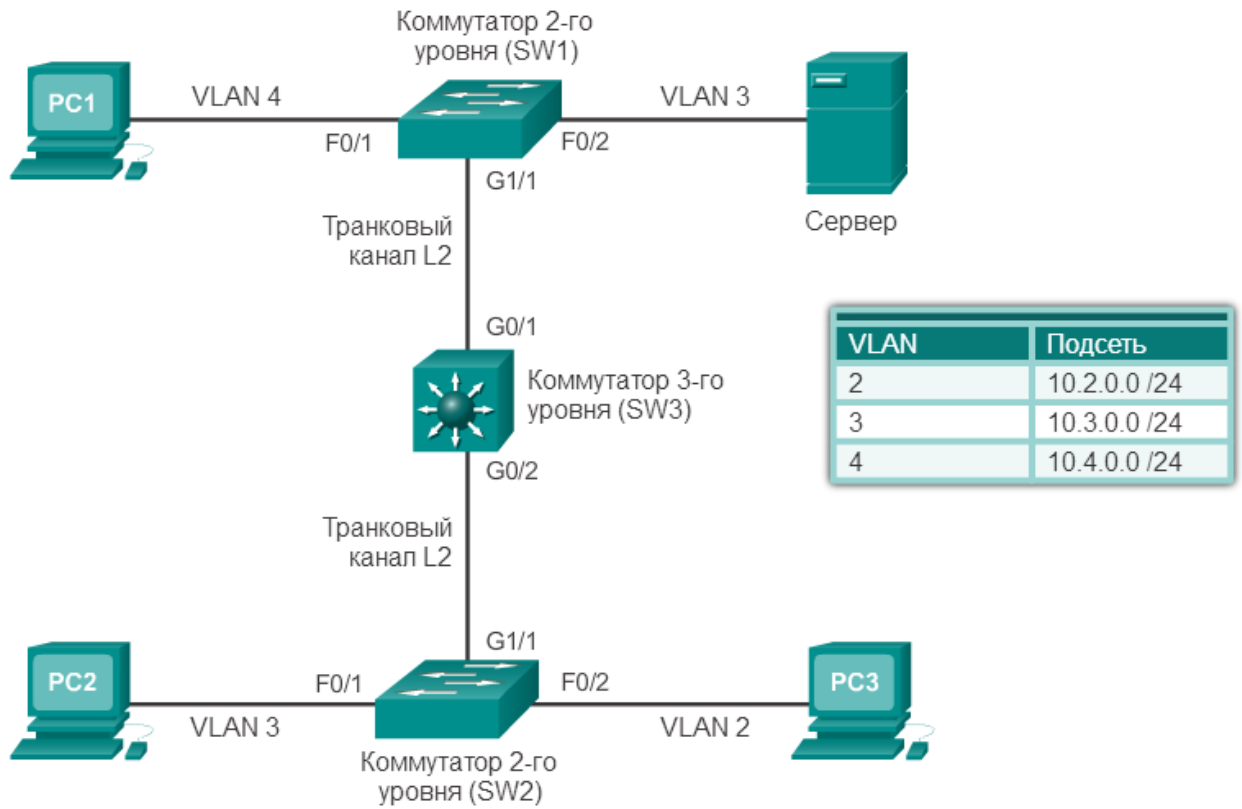 Коммутатор 2-го
уровня (SW1)
PC1
VLAN 4
VLAN 3
F0/1
F0/2
G1/1
Сервер
Транковый
канал L2
G0/1
Коммутатор 3-го
уровня (SW3)
G0/2
VLAN Подсеть
2 10.2.0.0 /24
3 10.3.0.0 /24
4 10.4.0.0 /24
Транковый
канал L2
G1/1
PC2
F0/1
F0/2
PC3
VLAN 3
VLAN 2
Коммутатор 2-го
уровня (SW2)